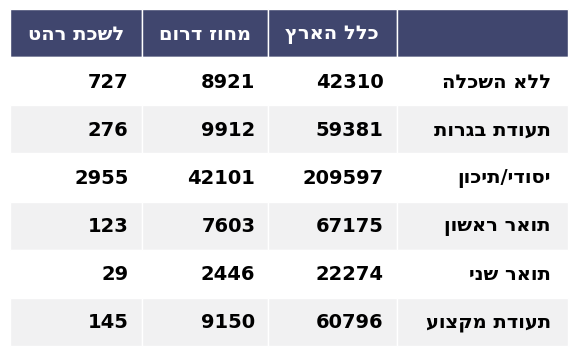 כלל הארץ מחוז דרום לשכת רהט
ללא השכלה 42310 8921 727
תעודת בגרות 59381 9912 276
יסודי/תיכון 209597 42101 2955
תואר ראשון 67175 7603 123
תואר שני 22274 2446 29
תעודת מקצוע 60796 9150 145